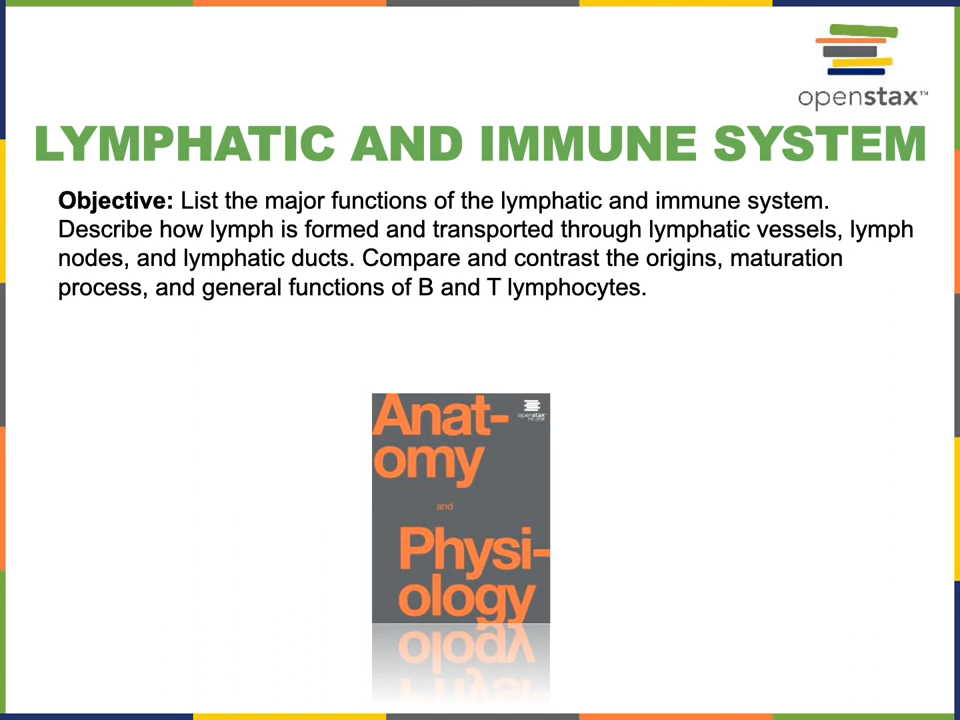 openstax™
LYMPHATIC AND IMMUNE SYSTEM
Objective: List the major functions of the lymphatic and immune system.
Describe how lymph is formed and transported through lymphatic vessels, lymph
nodes, and lymphatic ducts. Compare and contrast the origins, maturation
process, and general functions of B and T lymphocytes.
Anat-
openstax
omy
and
Physi-
ology